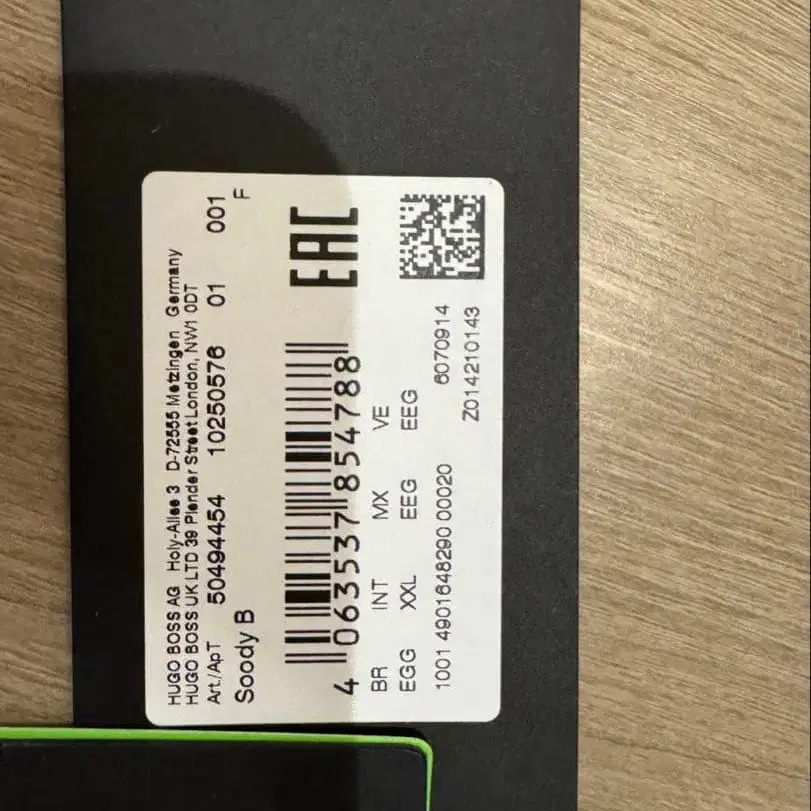 HUGO BOSS AG Holy-Allee 3 D-72555 Metzingen Germany
HUGO BOSS UK LTD 39 Plender Street London, NW1 0DT
Art./ApT 50494454 10250576 01 001
Soody B F
EAC
4 063537 854788
BR INT MX VE
EGG XXL EEG EEG
1001 4901648290 00020 6070914
Z014210143